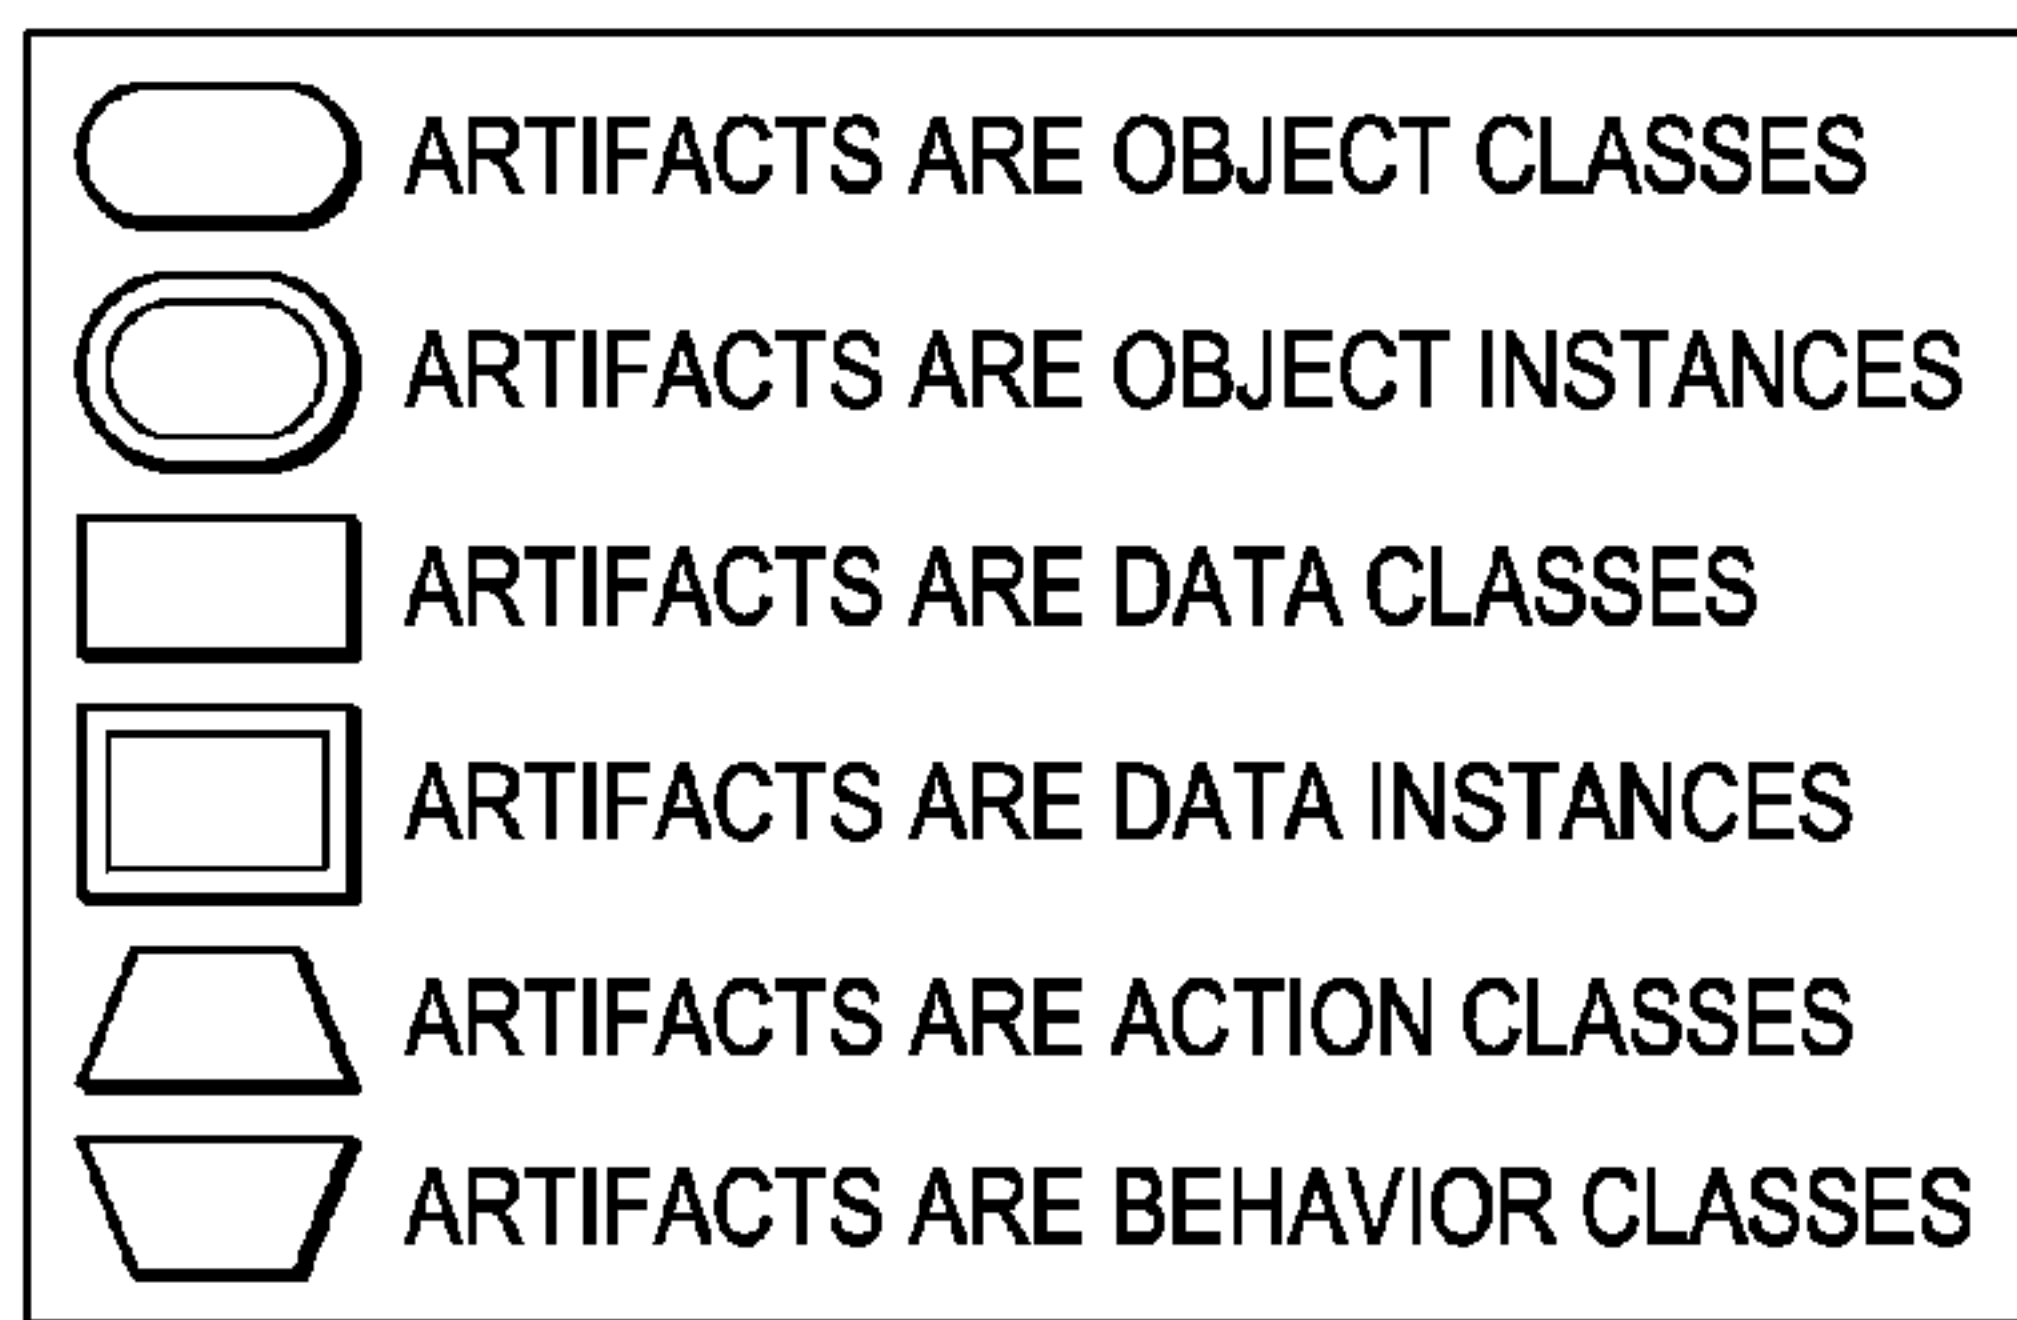 ARTIFACTS ARE OBJECT CLASSES
ARTIFACTS ARE OBJECT INSTANCES
ARTIFACTS ARE DATA CLASSES
ARTIFACTS ARE DATA INSTANCES
ARTIFACTS ARE ACTION CLASSES
ARTIFACTS ARE BEHAVIOR CLASSES